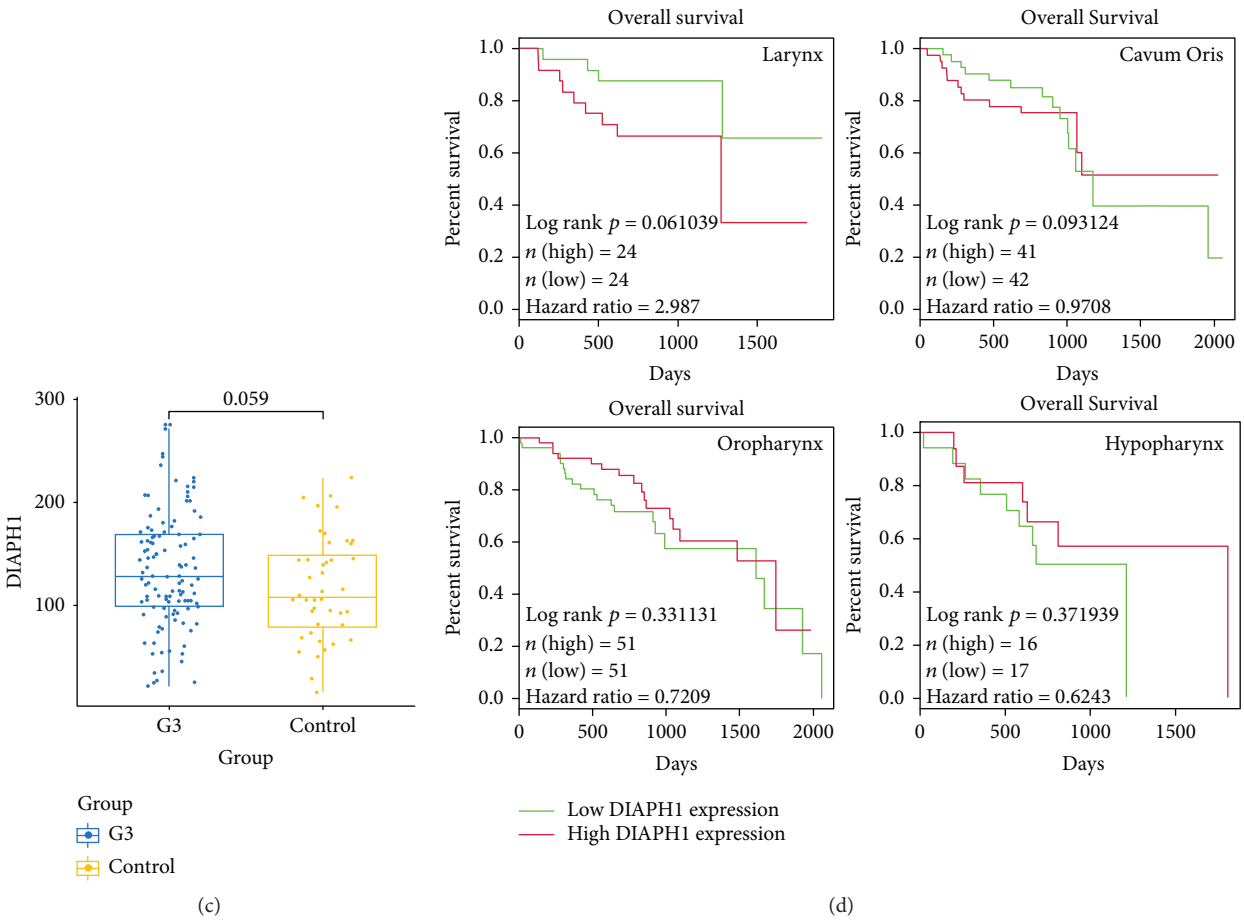 300
200
100
DIAPH1
0.059
G3
Control
Group
Group
G3
Control
(c)
Overall survival
Larynx
Percent survival
1.0
0.8
0.6
0.4
0.2
0.0
Log rank p = 0.061039
n (high) = 24
n (low) = 24
Hazard ratio = 2.987
0
500
1000
1500
Days
Overall Survival
Cavum Oris
Percent survival
1.0
0.8
0.6
0.4
0.2
0.0
Log rank p = 0.093124
n (high) = 41
n (low) = 42
Hazard ratio = 0.9708
0
500
1000
1500
2000
Days
Overall survival
Oropharynx
Percent survival
1.0
0.8
0.6
0.4
0.2
0.0
Log rank p = 0.331131
n (high) = 51
n (low) = 51
Hazard ratio = 0.7209
0
500
1000
1500
2000
Days
Overall Survival
Hypopharynx
Percent survival
1.0
0.8
0.6
0.4
0.2
0.0
Log rank p = 0.371939
n (high) = 16
n (low) = 17
Hazard ratio = 0.6243
0
500
1000
1500
Days
Low DIAPH1 expression
High DIAPH1 expression
(d)